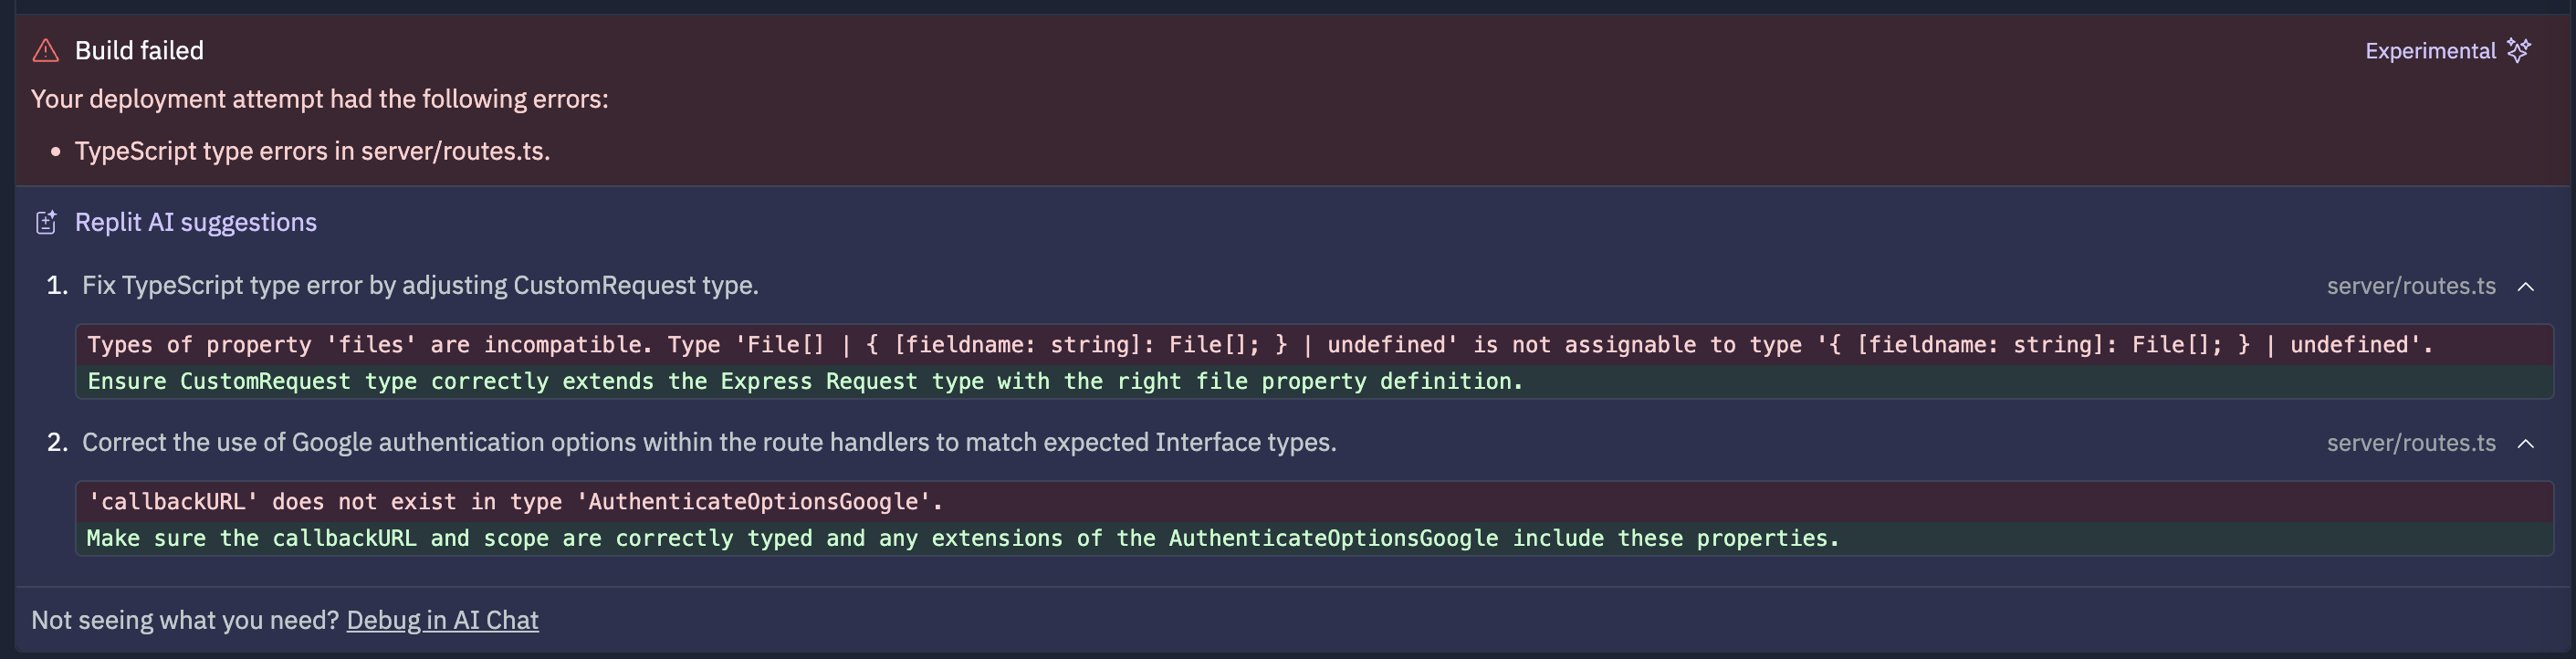 Build failed
Experimental
Your deployment attempt had the following errors:
• TypeScript type errors in server/routes.ts.
Replit AI suggestions
1. Fix TypeScript type error by adjusting CustomRequest type.
server/routes.ts
Types of property 'files' are incompatible. Type 'File[] | { [fieldname: string]: File[]; } | undefined' is not assignable to type '{ [fieldname: string]: File[]; } | undefined'.
Ensure CustomRequest type correctly extends the Express Request type with the right file property definition.
2. Correct the use of Google authentication options within the route handlers to match expected Interface types.
server/routes.ts
'callbackURL' does not exist in type 'AuthenticateOptionsGoogle'.
Make sure the callbackURL and scope are correctly typed and any extensions of the AuthenticateOptionsGoogle include these properties.
Not seeing what you need? Debug in AI Chat